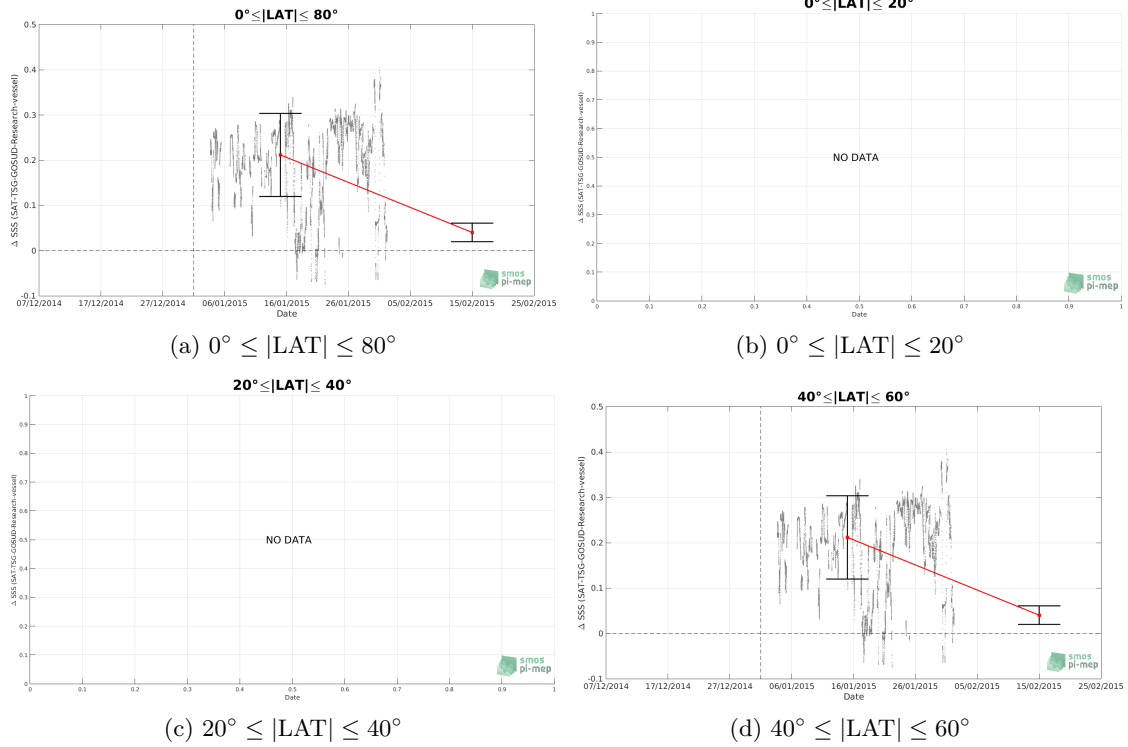 0°≤|LAT|≤ 80°
Δ SSS (SAT-TSG-GOSUD-Research-vessel)
0.5
0.4
0.3
0.2
0.1
0
-0.1
07/12/2014 17/12/2014 27/12/2014 06/01/2015 16/01/2015 26/01/2015 05/02/2015 15/02/2015 25/02/2015
Date
smos
pi-mep
(a) 0° ≤ |LAT| ≤ 80°
0°≤|LAT|≤ 20°
Δ SSS (SAT-TSG-GOSUD-Research-vessel)
1
0.9
0.8
0.7
0.6
0.5
0.4
0.3
0.2
0.1
0
NO DATA
0 0.1 0.2 0.3 0.4 0.5 0.6 0.7 0.8 0.9 1
Date
smos
pi-mep
(b) 0° ≤ |LAT| ≤ 20°
20°≤|LAT|≤ 40°
Δ SSS (SAT-TSG-GOSUD-Research-vessel)
1
0.9
0.8
0.7
0.6
0.5
0.4
0.3
0.2
0.1
0
NO DATA
0 0.1 0.2 0.3 0.4 0.5 0.6 0.7 0.8 0.9 1
Date
smos
pi-mep
(c) 20° ≤ |LAT| ≤ 40°
40°≤|LAT|≤ 60°
Δ SSS (SAT-TSG-GOSUD-Research-vessel)
0.5
0.4
0.3
0.2
0.1
0
-0.1
07/12/2014 17/12/2014 27/12/2014 06/01/2015 16/01/2015 26/01/2015 05/02/2015 15/02/2015 25/02/2015
Date
smos
pi-mep
(d) 40° ≤ |LAT| ≤ 60°